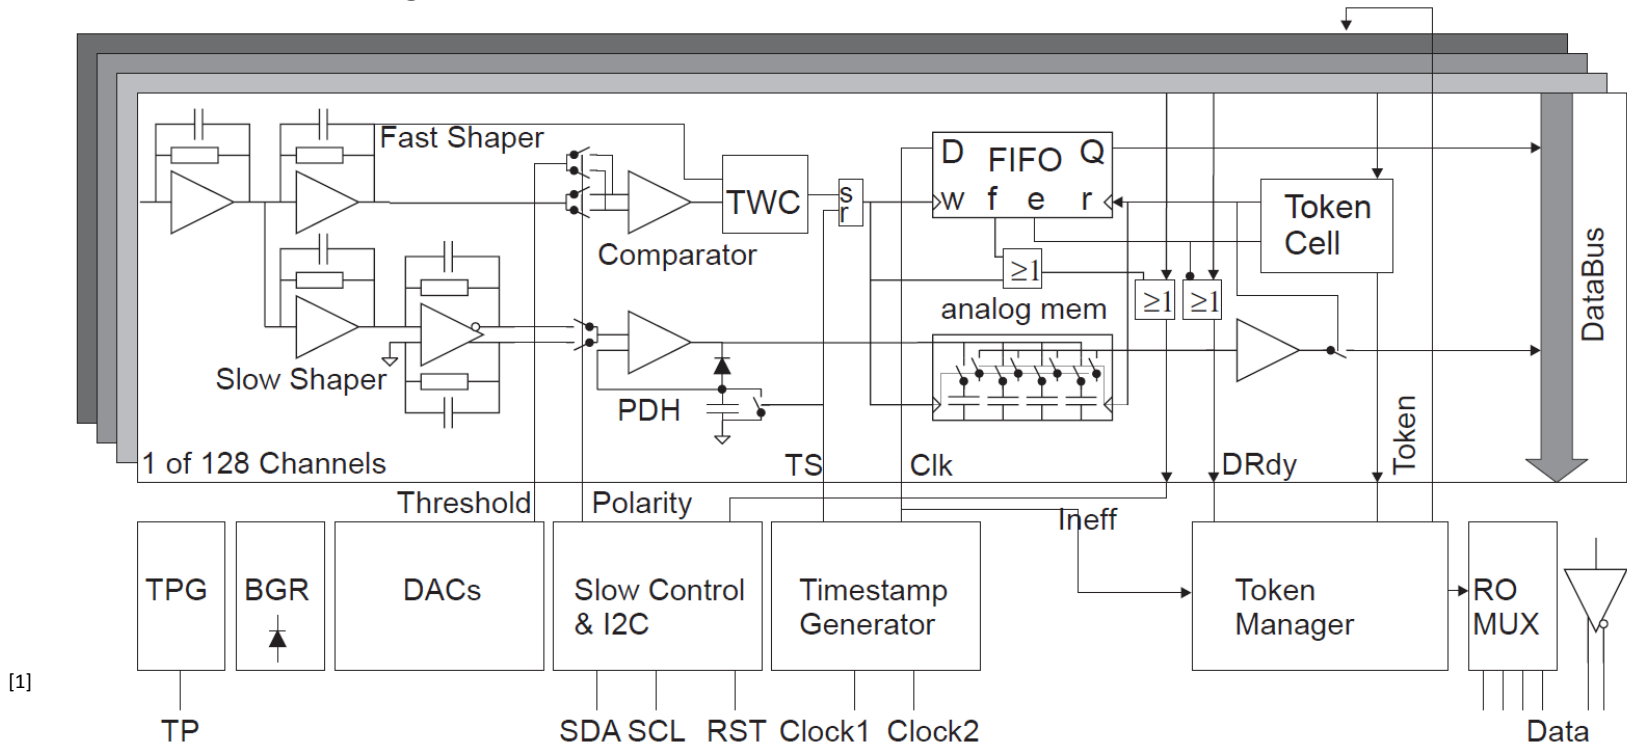 Fast Shaper
TWC
s
r
D
FIFO
Q
w
f
e
r
Token
Cell
DataBus
Comparator
≥1
≥1
≥1
analog mem
Slow Shaper
PDH
1 of 128 Channels
TS
Clk
DRdy
Token
Threshold
Polarity
Ineff
TPG
BGR
DACs
Slow Control
& I2C
Timestamp
Generator
Token
Manager
RO
MUX
[1]
TP
SDA
SCL
RST
Clock1
Clock2
Data